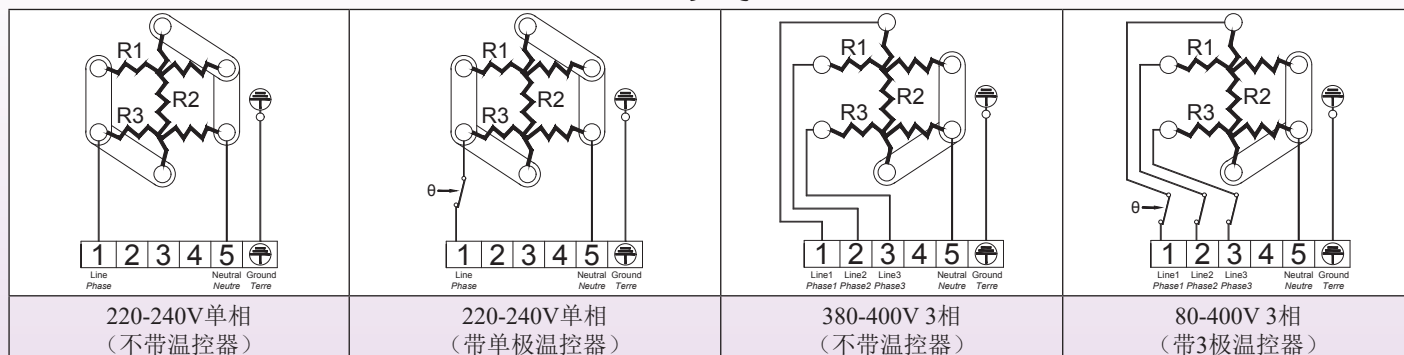 R1
R2
R3
1 2 3 4 5
Line Neutral Ground
Phase Neutre Terre
220-240V单相
（不带温控器）
R1
R2
R3
θ
1 2 3 4 5
Line Neutral Ground
Phase Neutre Terre
220-240V单相
（带单极温控器）
R1
R2
R3
1 2 3 4 5
Line1 Line2 Line3 Neutral Ground
Phase1 Phase2 Phase3 Neutre Terre
380-400V 3相
（不带温控器）
R1
R2
R3
θ
1 2 3 4 5
Line1 Line2 Line3 Neutral Ground
Phase1 Phase2 Phase3 Neutre Terre
80-400V 3相
（带3极温控器）